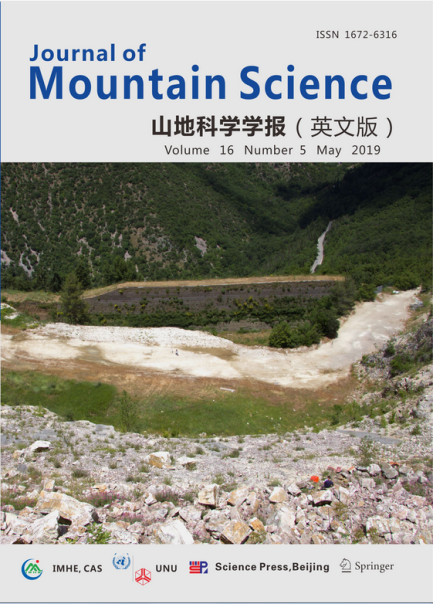 ISSN 1672-6316
Journal of
Mountain Science
山地科学学报（英文版）
Volume 16 Number 5 May 2019
IMHE, CAS UNU Science Press,Beijing Springer